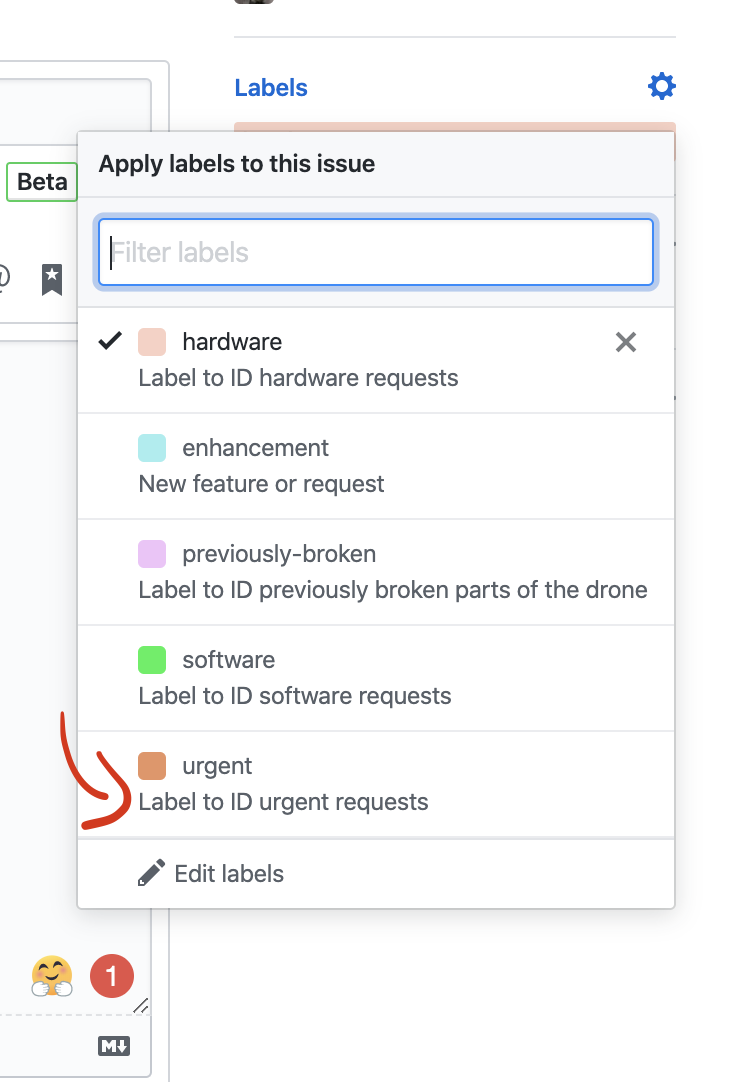 Labels
Apply labels to this issue
Beta
Filter labels
@
hardware
Label to ID hardware requests
enhancement
New feature or request
previously-broken
Label to ID previously broken parts of the drone
software
Label to ID software requests
urgent
Label to ID urgent requests
Edit labels
1
M